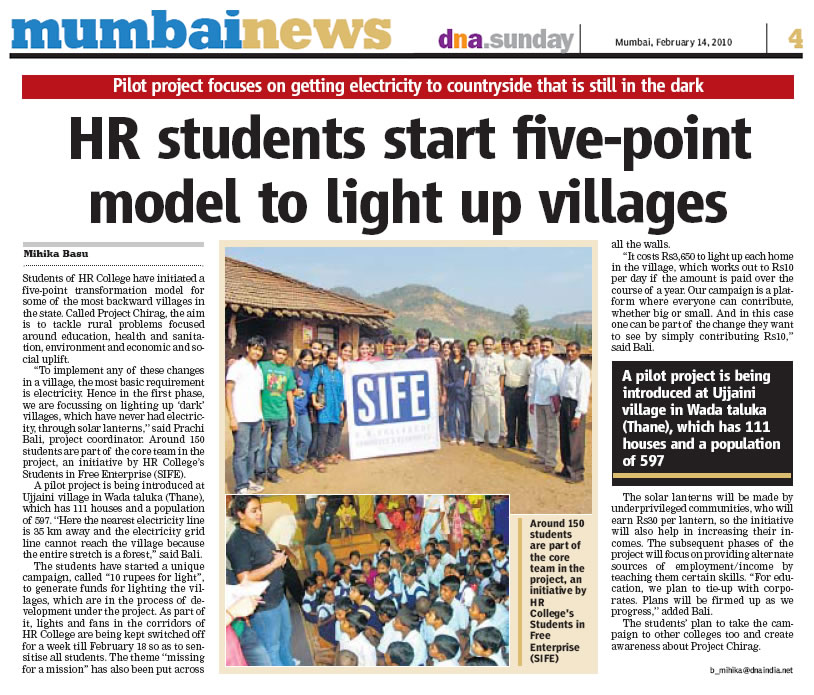 mumbainews
dna.sunday
Mumbai, February 14, 2010
4
Pilot project focuses on getting electricity to countryside that is still in the dark
HR students start five-point
model to light up villages
Mihika Basu
Students of HR College have initiated a
five-point transformation model for
some of the most backward villages in
the state. Called Project Chirag, the aim
is to tackle rural problems focused
around education, health and sanita-
tion, environment and economic and so-
cial uplift.
“To implement any of these changes
in a village, the most basic requirement
is electricity. Hence in the first phase,
we are focussing on lighting up ‘dark’
villages, which have never had electric-
ity, through solar lanterns,” said Prachi
Bali, project coordinator. Around 150
students are part of the core team in the
project, an initiative by HR College’s
Students in Free Enterprise (SIFE).
A pilot project is being introduced at
Ujjaini village in Wada taluka (Thane),
which has 111 houses and a population
of 597. “Here the nearest electricity line
is 35 km away and the electricity grid
line cannot reach the village because
the entire stretch is a forest,” said Bali.
The students have started a unique
campaign, called “10 rupees for light”,
to generate funds for lighting the vil-
lages, which are in the process of de-
velopment under the project. As part of
it, lights and fans in the corridors of
HR College are being kept switched off
for a week till February 18 so as to sen-
sitise all students. The theme “missing
for a mission” has also been put across
SIFE
Around 150
students
are part of
the core
team in the
project, an
initiative by
HR
College’s
Students in
Free
Enterprise
(SIFE)
all the walls.
“It costs Rs3,650 to light up each home
in the village, which works out to Rs10
per day if the amount is paid over the
course of a year. Our campaign is a plat-
form where everyone can contribute,
whether big or small. And in this case
one can be part of the change they want
to see by simply contributing Rs10,”
said Bali.
A pilot project is being
introduced at Ujjaini
village in Wada taluka
(Thane), which has 111
houses and a population
of 597
The solar lanterns will be made by
underprivileged communities, who will
earn Rs30 per lantern, so the initiative
will also help in increasing their in-
comes. The subsequent phases of the
project will focus on providing alternate
sources of employment/income by
teaching them certain skills. “For edu-
cation, we plan to tie-up with corpo-
rates. Plans will be firmed up as we
progress,” added Bali.
The students’ plan to take the cam-
paign to other colleges too and create
awareness about Project Chirag.
b_mihika@dnaindia.net